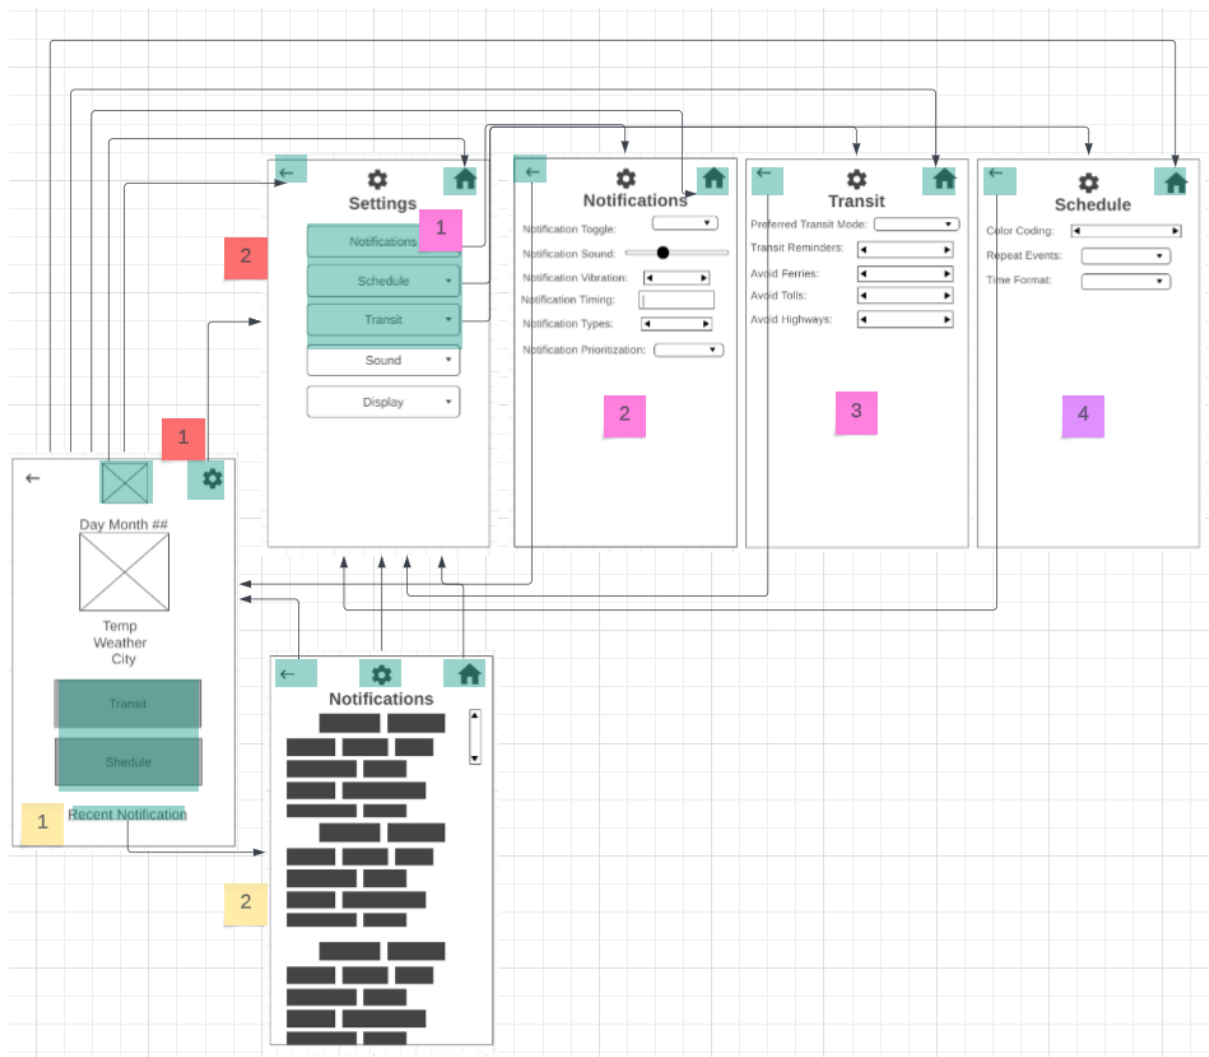 Settings
1
Notifications
2
Schedule
Transit
Sound
Display
Notifications
Notification Toggle:
Notification Sound:
Notification Vibration:
Notification Timing:
Notification Types:
Notification Prioritization:
2
Transit
Preferred Transit Mode:
Transit Reminders:
Avoid Ferries:
Avoid Tolls:
Avoid Highways:
3
Schedule
Color Coding:
Repeat Events:
Time Format:
4
1
Day Month ##
Temp
Weather
City
Transit
Shedule
Recent Notification
1
2
Notifications